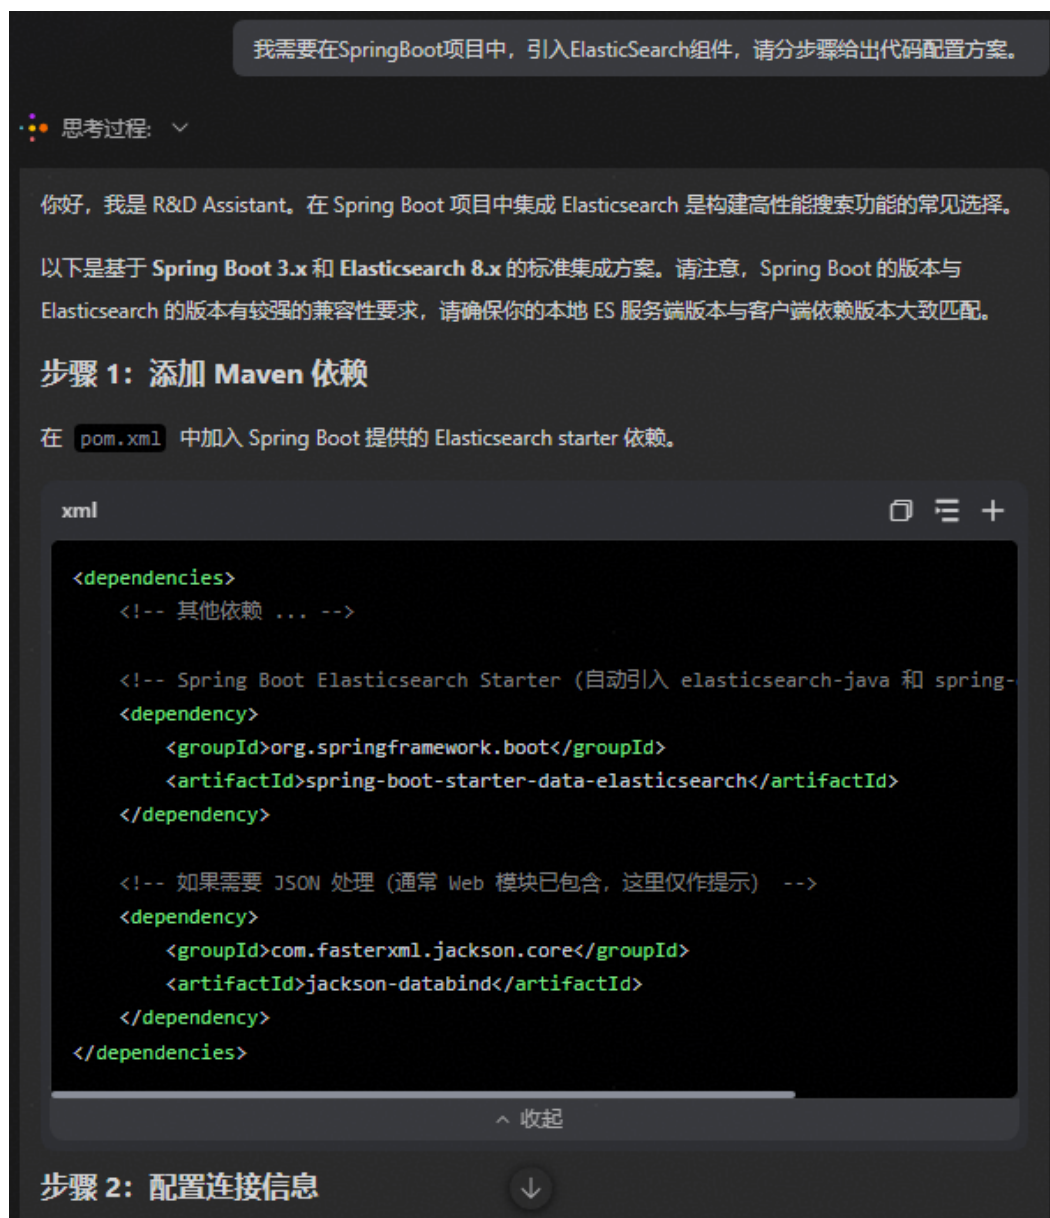 我需要在SpringBoot项目中，引入ElasticSearch组件，请分步骤给出代码配置方案。
思考过程:
你好，我是 R&D Assistant。在 Spring Boot 项目中集成 Elasticsearch 是构建高性能搜索功能的常见选择。
以下是基于 Spring Boot 3.x 和 Elasticsearch 8.x 的标准集成方案。请注意，Spring Boot 的版本与
Elasticsearch 的版本有较强的兼容性要求，请确保你的本地 ES 服务端版本与客户端依赖版本大致匹配。
步骤 1：添加 Maven 依赖
在 pom.xml 中加入 Spring Boot 提供的 Elasticsearch starter 依赖。
xml
<dependencies>
    <!-- 其他依赖 ... -->
    <!-- Spring Boot Elasticsearch Starter (自动引入 elasticsearch-java 和 spring-
    <dependency>
        <groupId>org.springframework.boot</groupId>
        <artifactId>spring-boot-starter-data-elasticsearch</artifactId>
    </dependency>
    <!-- 如果需要 JSON 处理 (通常 Web 模块已包含，这里仅作提示)  -->
    <dependency>
        <groupId>com.fasterxml.jackson.core</groupId>
        <artifactId>jackson-databind</artifactId>
    </dependency>
</dependencies>
收起
步骤 2：配置连接信息